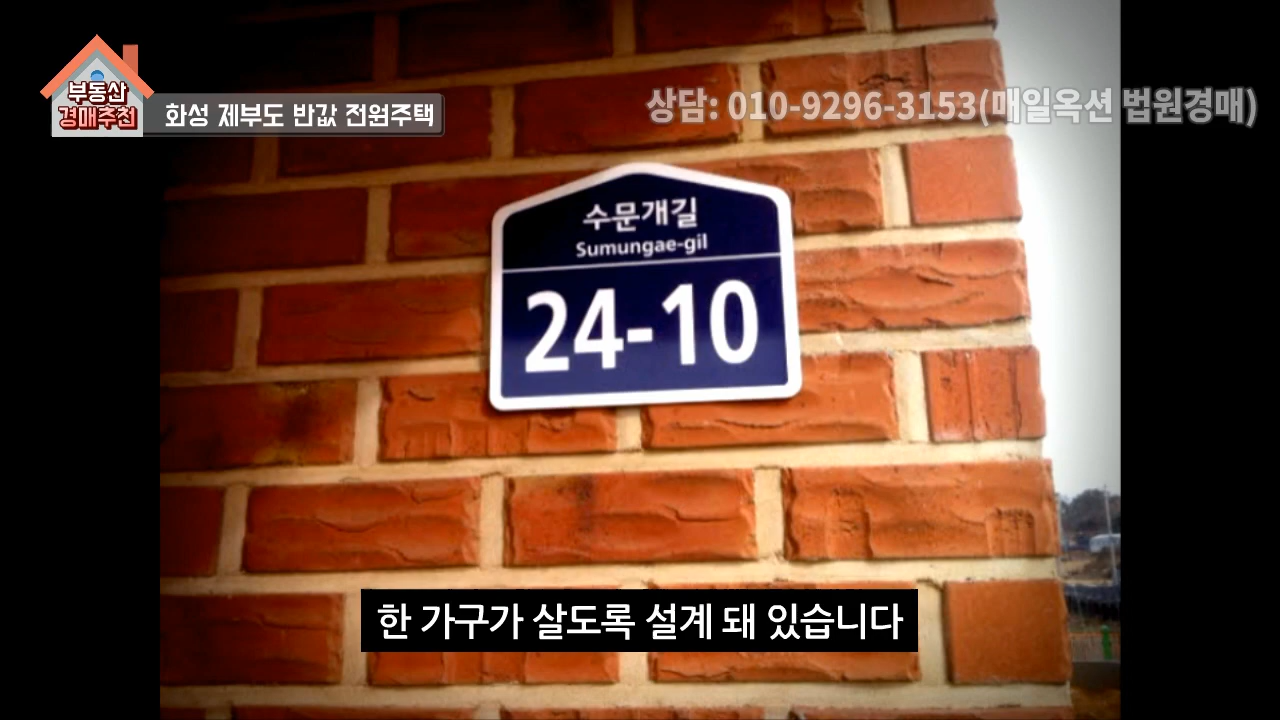 부동산
경매추천
화성 제부도 반값 전원주택
상담: 010-9296-3153(매일옥션 법원경매)
수문개길
Sumungae-gil
24-10
한 가구가 살도록 설계 돼 있습니다